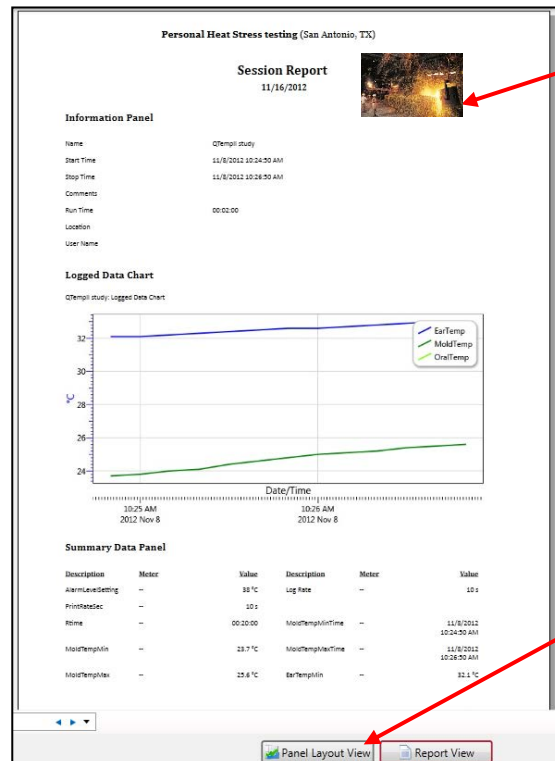 Personal Heat Stress testing (San Antonio, TX)
Session Report
11/16/2012
Information Panel
Name QTempII study
Start Time 11/8/2012 10:24:50 AM
Stop Time 11/8/2012 10:26:50 AM
Comments
Run Time 00:02:00
Location
User Name
Logged Data Chart
QTempII study: Logged Data Chart
EarTemp
MoldTemp
OralTemp
°C
32
30
28
26
24
Date/Time
10:25 AM 10:26 AM
2012 Nov 8 2012 Nov 8
Summary Data Panel
Description Meter Value Description Meter Value
AlarmLevelSetting -- 38 °C Log Rate -- 10 s
PrintRateSec -- 10 s
Rtime -- 00:20:00 MoldTempMinTime -- 11/8/2012
10:24:50 AM
MoldTempMin -- 23.7 °C MoldTempMaxTime -- 11/8/2012
10:26:50 AM
MoldTempMax -- 25.6 °C EarTempMin -- 32.1 °C
Panel Layout View Report View